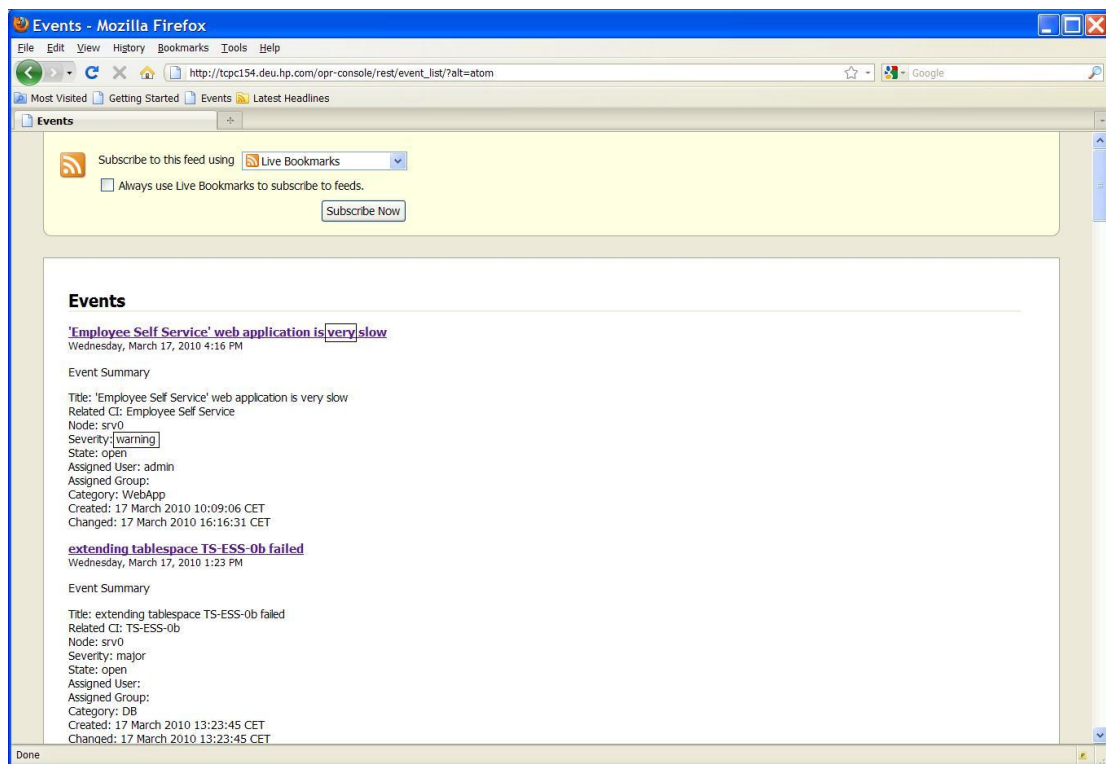 Events - Mozilla Firefox
File Edit View History Bookmarks Tools Help
http://tcpc154.deu.hp.com/opr-console/rest/event_list/?alt=atom
Google
Most Visited Getting Started Events Latest Headlines
Events
Subscribe to this feed using Live Bookmarks
Always use Live Bookmarks to subscribe to feeds.
Subscribe Now
Events
'Employee Self Service' web application is very slow
Wednesday, March 17, 2010 4:16 PM
Event Summary
Title: 'Employee Self Service' web application is very slow
Related CI: Employee Self Service
Node: srv0
Severity: warning
State: open
Assigned User: admin
Assigned Group:
Category: WebApp
Created: 17 March 2010 10:09:06 CET
Changed: 17 March 2010 16:16:31 CET
extending tablespace TS-ESS-0b failed
Wednesday, March 17, 2010 1:23 PM
Event Summary
Title: extending tablespace TS-ESS-0b failed
Related CI: TS-ESS-0b
Node: srv0
Severity: major
State: open
Assigned User:
Assigned Group:
Category: DB
Created: 17 March 2010 13:23:45 CET
Changed: 17 March 2010 13:23:45 CET
Done